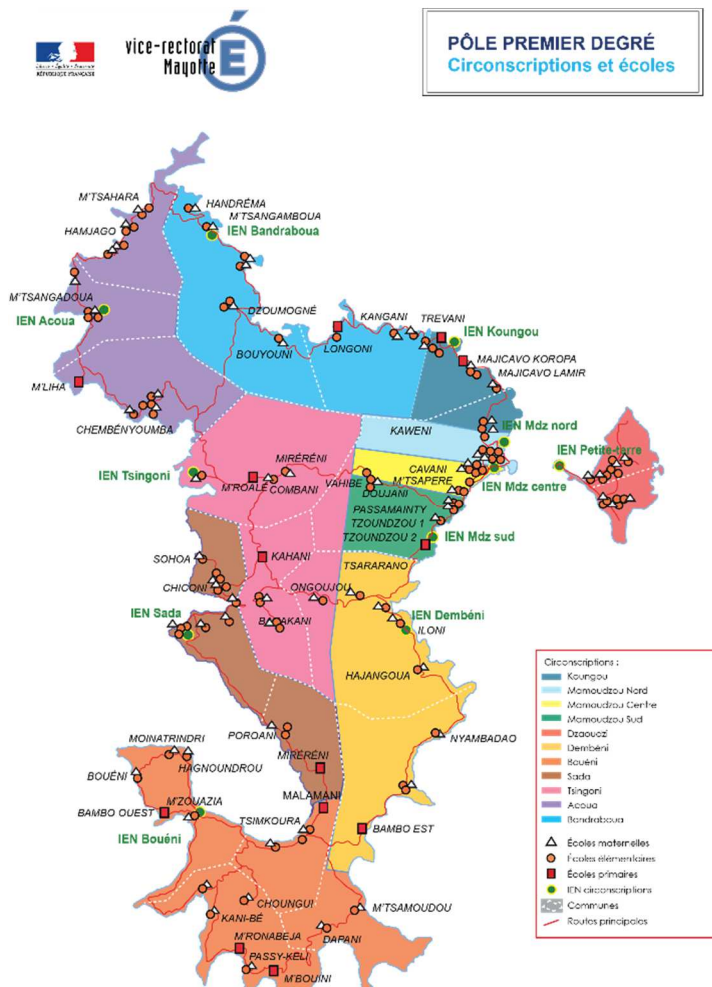 RÉPUBLIQUE FRANÇAISE
vice-rectorat
Mayotte
PÔLE PREMIER DEGRÉ
Circonscriptions et écoles
M'TSAHARA
HAMJAGO
HANDRÉMA
M'TSANGAMBOUA
IEN Bandraboua
M'TSANGADOUA
IEN Acoua
DZOUMOGNÉ
BOUYOUNI
LONGONI
KANGANI
TREVANI
IEN Koungou
MAJICAVO KOROPA
MAJICAVO LAMIR
M'LIHA
CHEMBÉNYOUMBA
KAWENI
IEN Mdz nord
IEN Petite-terre
MIRÉRÉNI
IEN Tsingoni
M'ROALÉ
COMBANI
VAHIBE
CAVANI
M'TSAPERE
DOUJANI
IEN Mdz centre
PASSAMAINTY
TZOUNDZOU 1
TZOUNDZOU 2
IEN Mdz sud
KAHANI
TSARARANO
SOHOA
CHICONI
ONGOUJOU
IEN Sada
IEN Dembéni
ILONI
HAJANGOUA
POROANI
NYAMBADAO
MIRÉRÉNI
MOINATRINDRI
BOUÉNI
HAGNOUNDROU
M'ZOUAZIA
MALAMANI
BAMBO OUEST
TSIMKOURA
BAMBO EST
IEN Bouéni
CHOUNGUI
KANI-BÉ
M'TSAMOUDOU
M'RONABEJA
DAPANI
PASSY-KELI
M'BOUINI
Circonscriptions :
Koungou
Mamoudzou Nord
Mamoudzou Centre
Mamoudzou Sud
Dzaoudzi
Dembéni
Bouéni
Sada
Tsingoni
Acoua
Bandraboua
Écoles maternelles
Écoles élémentaires
Écoles primaires
IEN circonscriptions
Communes
Routes principales